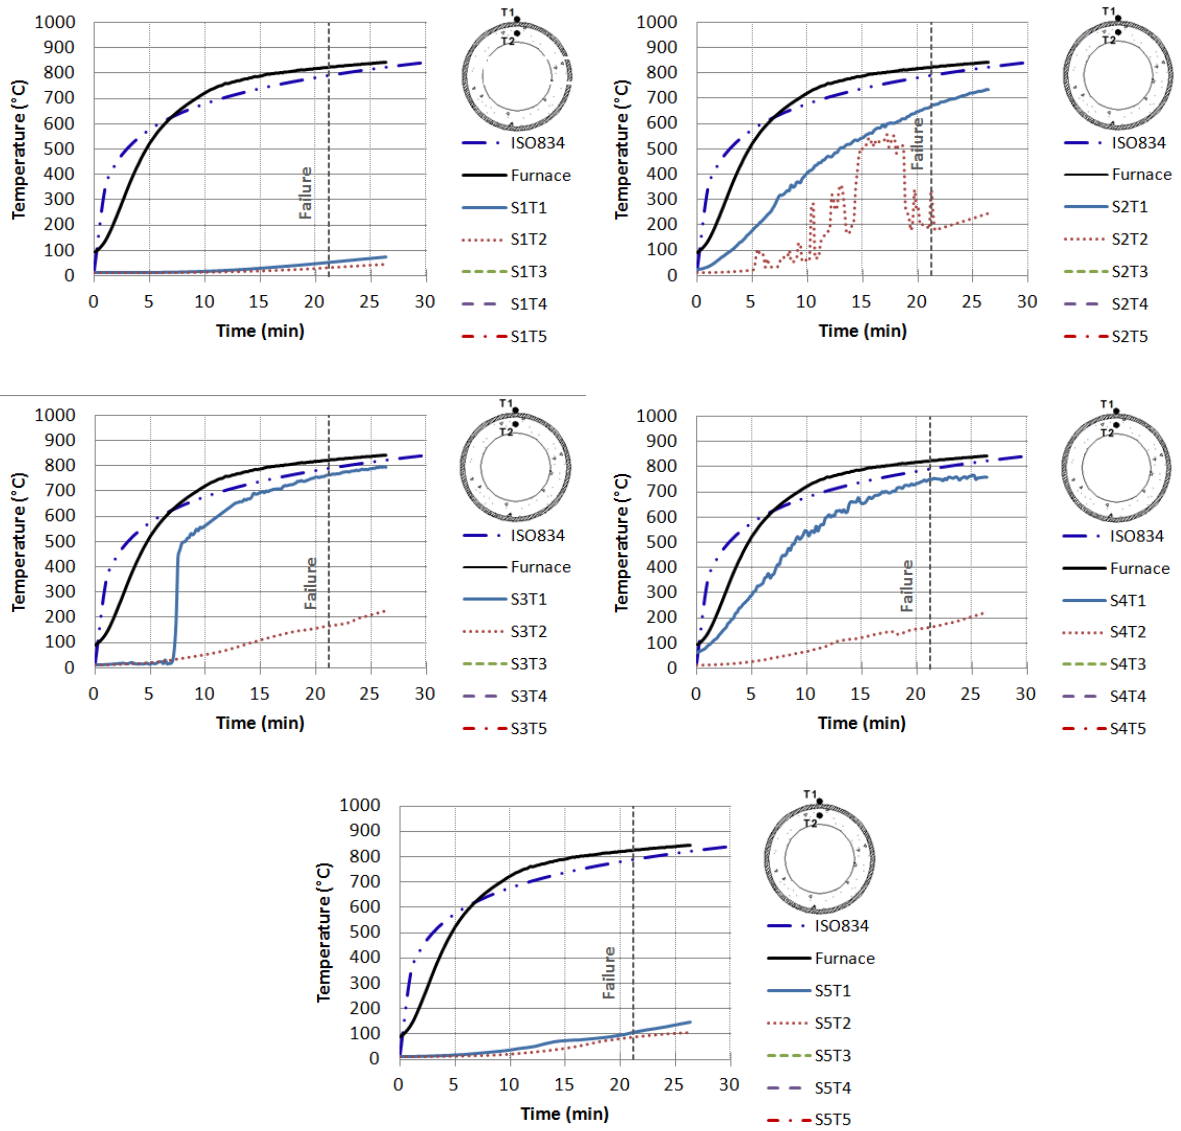 1000
900
800
700
600
500
400
300
200
100
0
Temperature (°C)
0 5 10 15 20 25 30
Time (min)
Failure
T1
T2
ISO834
Furnace
S1T1
S1T2
S1T3
S1T4
S1T5
1000
900
800
700
600
500
400
300
200
100
0
Temperature (°C)
0 5 10 15 20 25 30
Time (min)
Failure
T1
T2
ISO834
Furnace
S2T1
S2T2
S2T3
S2T4
S2T5
1000
900
800
700
600
500
400
300
200
100
0
Temperature (°C)
0 5 10 15 20 25 30
Time (min)
Failure
T1
T2
ISO834
Furnace
S3T1
S3T2
S3T3
S3T4
S3T5
1000
900
800
700
600
500
400
300
200
100
0
Temperature (°C)
0 5 10 15 20 25 30
Time (min)
Failure
T1
T2
ISO834
Furnace
S4T1
S4T2
S4T3
S4T4
S4T5
1000
900
800
700
600
500
400
300
200
100
0
Temperature (°C)
0 5 10 15 20 25 30
Time (min)
Failure
T1
T2
ISO834
Furnace
S5T1
S5T2
S5T3
S5T4
S5T5